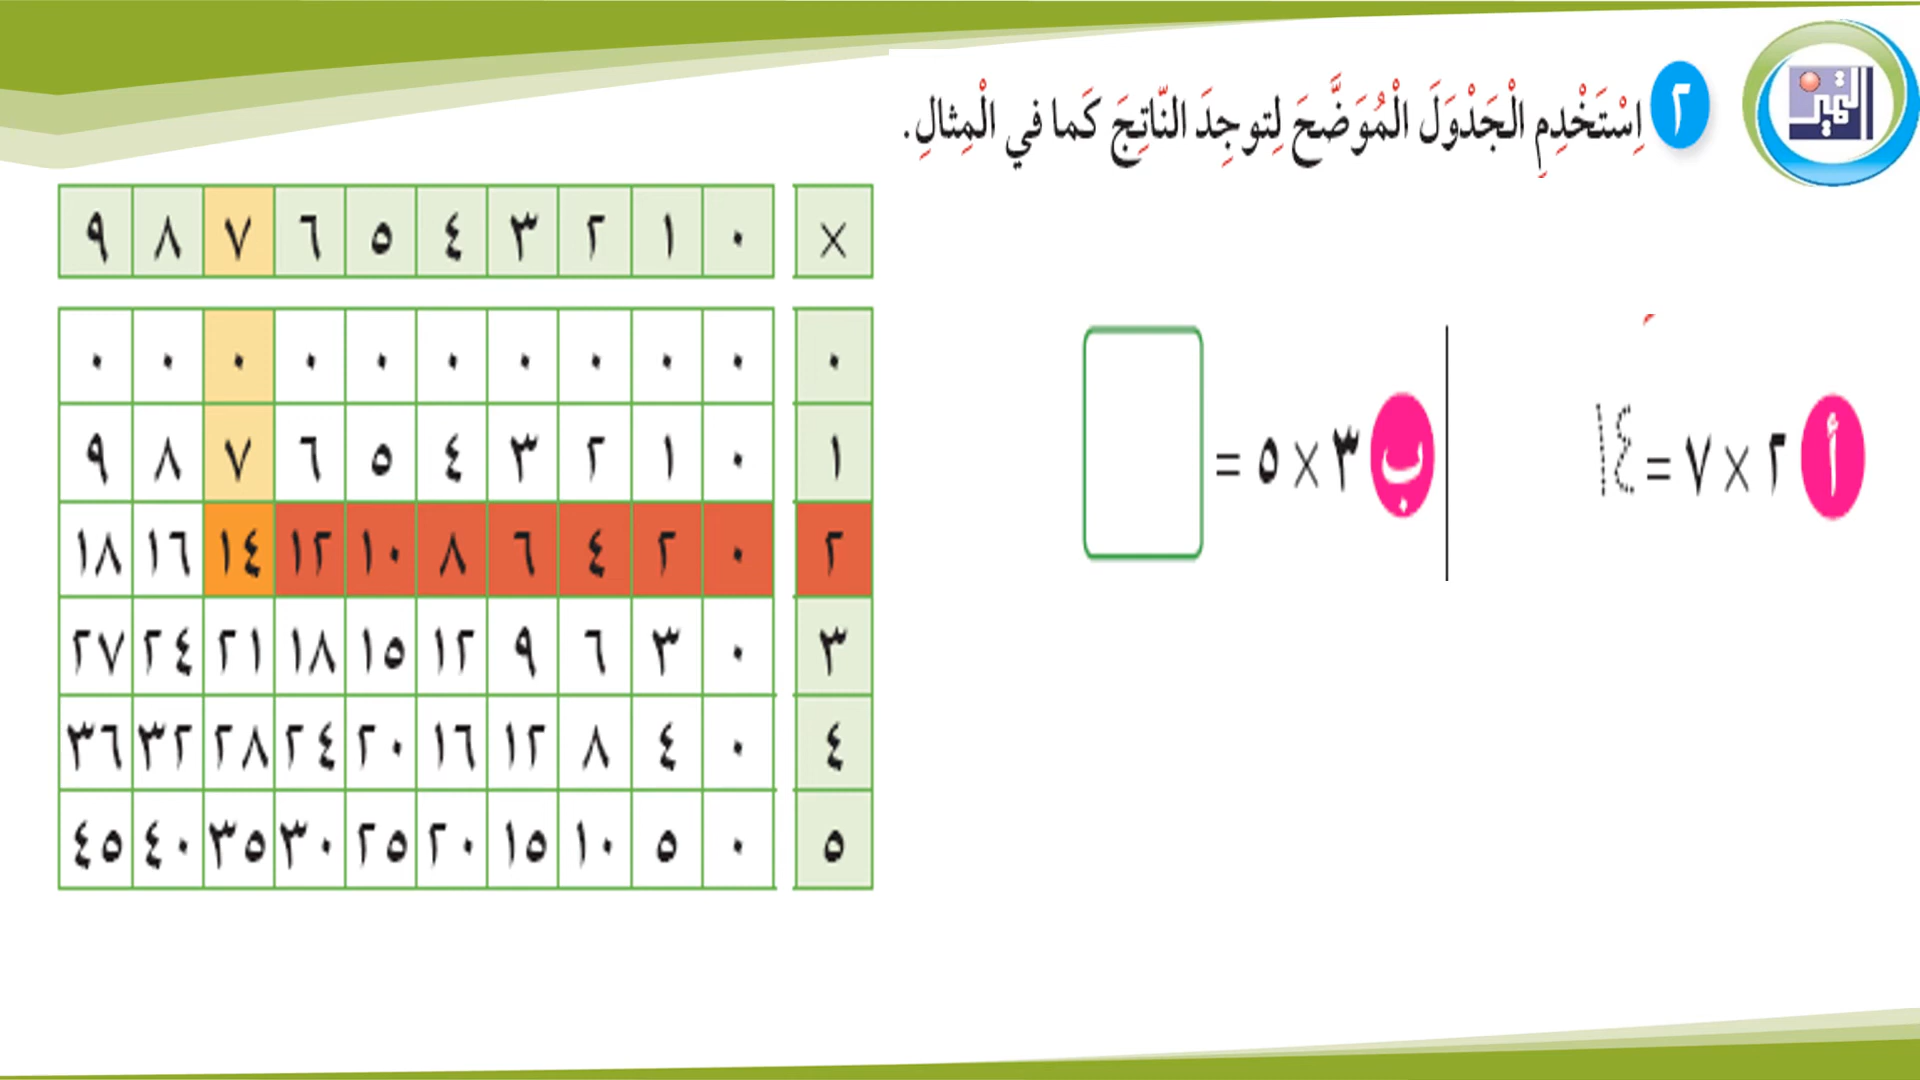 التميز
٢ اِسْتَخْدِمِ الْجَدْوَلَ الْمُوَضَّحَ لِتوجِدَ النّاتِجَ كَما في الْمِثالِ.
× ٠ ١ ٢ ٣ ٤ ٥ ٦ ٧ ٨ ٩
٠ ٠ ٠ ٠ ٠ ٠ ٠ ٠ ٠ ٠ ٠
١ ٠ ١ ٢ ٣ ٤ ٥ ٦ ٧ ٨ ٩
٢ ٠ ٢ ٤ ٦ ٨ ١٠ ١٢ ١٤ ١٦ ١٨
٣ ٠ ٣ ٦ ٩ ١٢ ١٥ ١٨ ٢١ ٢٤ ٢٧
٤ ٠ ٤ ٨ ١٢ ١٦ ٢٠ ٢٤ ٢٨ ٣٢ ٣٦
٥ ٠ ٥ ١٠ ١٥ ٢٠ ٢٥ ٣٠ ٣٥ ٤٠ ٤٥
أ ٢ × ٧ = ١٤
ب ٣ × ٥ =